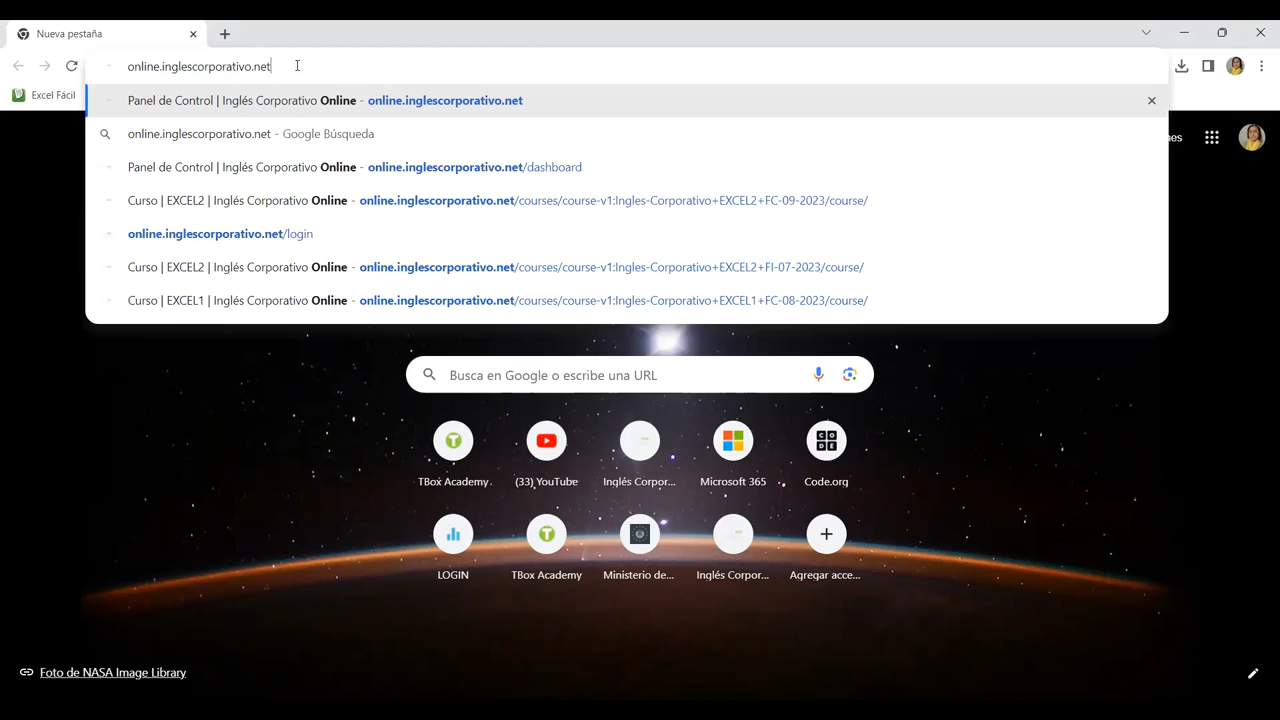 Nueva pestaña
online.inglescorporativo.net
Excel Fácil
Panel de Control | Inglés Corporativo Online - online.inglescorporativo.net
online.inglescorporativo.net - Google Búsqueda
nes
Panel de Control | Inglés Corporativo Online - online.inglescorporativo.net/dashboard
Curso | EXCEL2 | Inglés Corporativo Online - online.inglescorporativo.net/courses/course-v1:Ingles-Corporativo+EXCEL2+FC-09-2023/course/
online.inglescorporativo.net/login
Curso | EXCEL2 | Inglés Corporativo Online - online.inglescorporativo.net/courses/course-v1:Ingles-Corporativo+EXCEL2+FI-07-2023/course/
Curso | EXCEL1 | Inglés Corporativo Online - online.inglescorporativo.net/courses/course-v1:Ingles-Corporativo+EXCEL1+FC-08-2023/course/
Busca en Google o escribe una URL
CODE
TBox Academy (33) YouTube Inglés Corpor... Microsoft 365 Code.org
LOGIN TBox Academy Ministerio de... Inglés Corpor... Agregar acce...
Foto de NASA Image Library